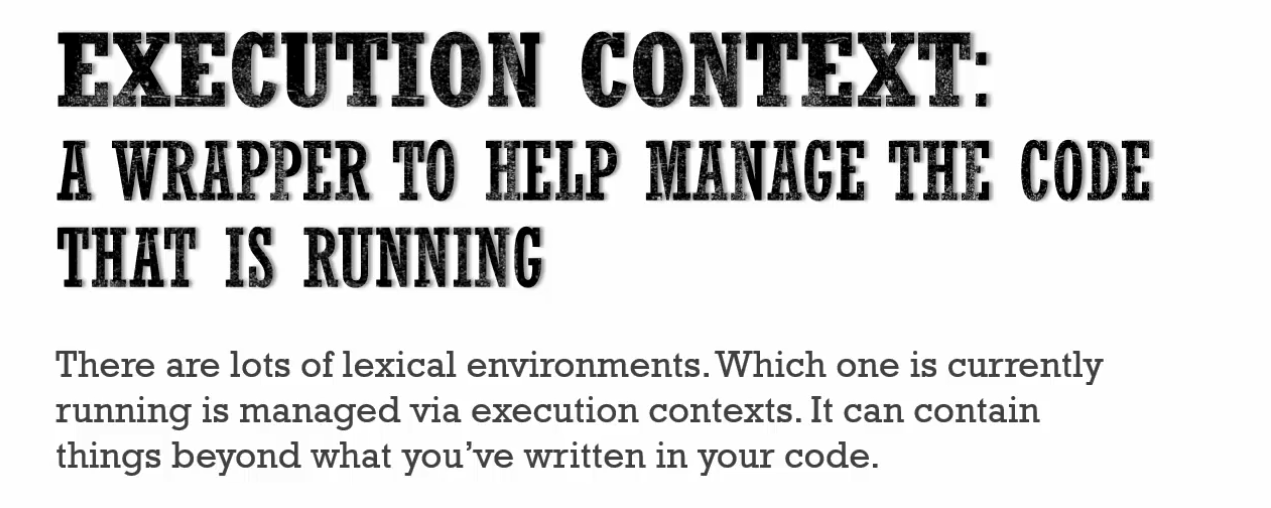 EXECUTION CONTEXT:
A WRAPPER TO HELP MANAGE THE CODE
THAT IS RUNNING
There are lots of lexical environments. Which one is currently
running is managed via execution contexts. It can contain
things beyond what you’ve written in your code.